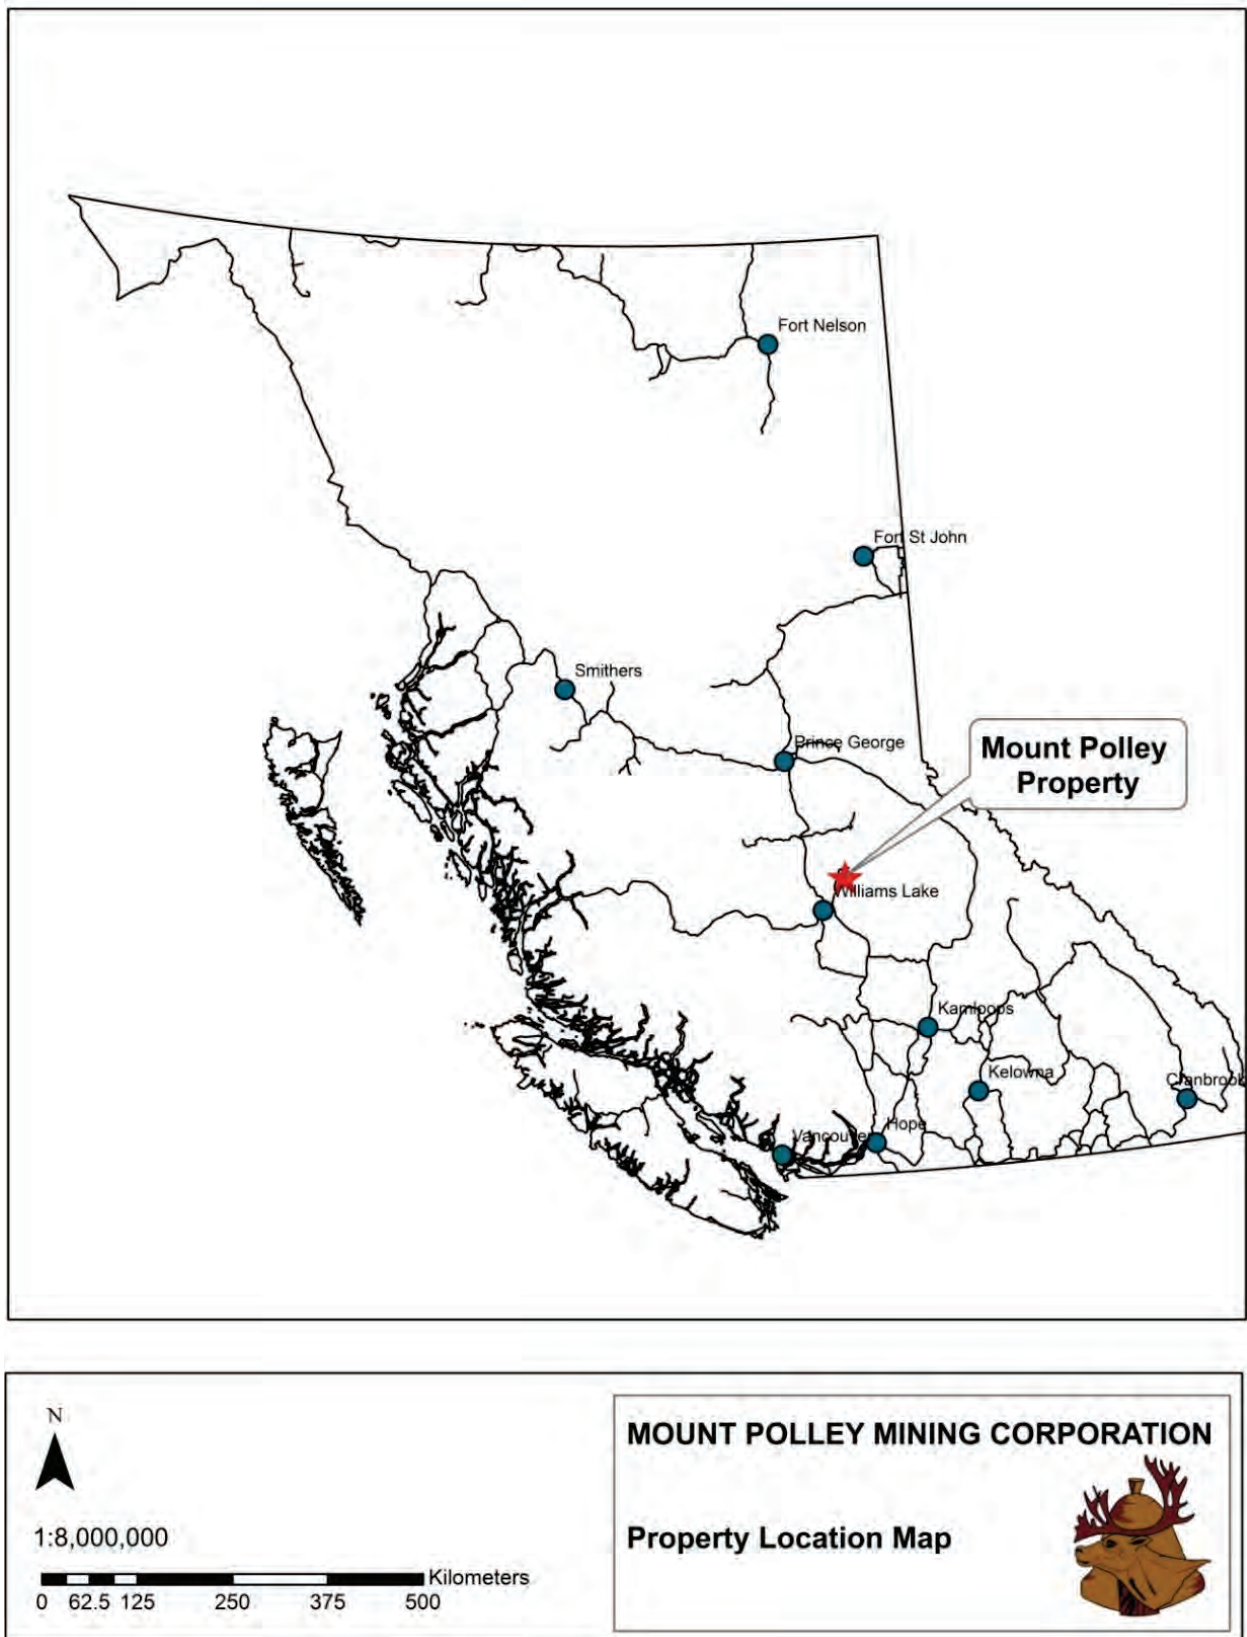 Fort Nelson
Fort St John
Smithers
Prince George
Mount Polley
Property
Williams Lake
Kamloops
Kelowna
Cranbrook
Vancouver
Hope
N
1:8,000,000
Kilometers
0 62.5 125 250 375 500
MOUNT POLLEY MINING CORPORATION
Property Location Map